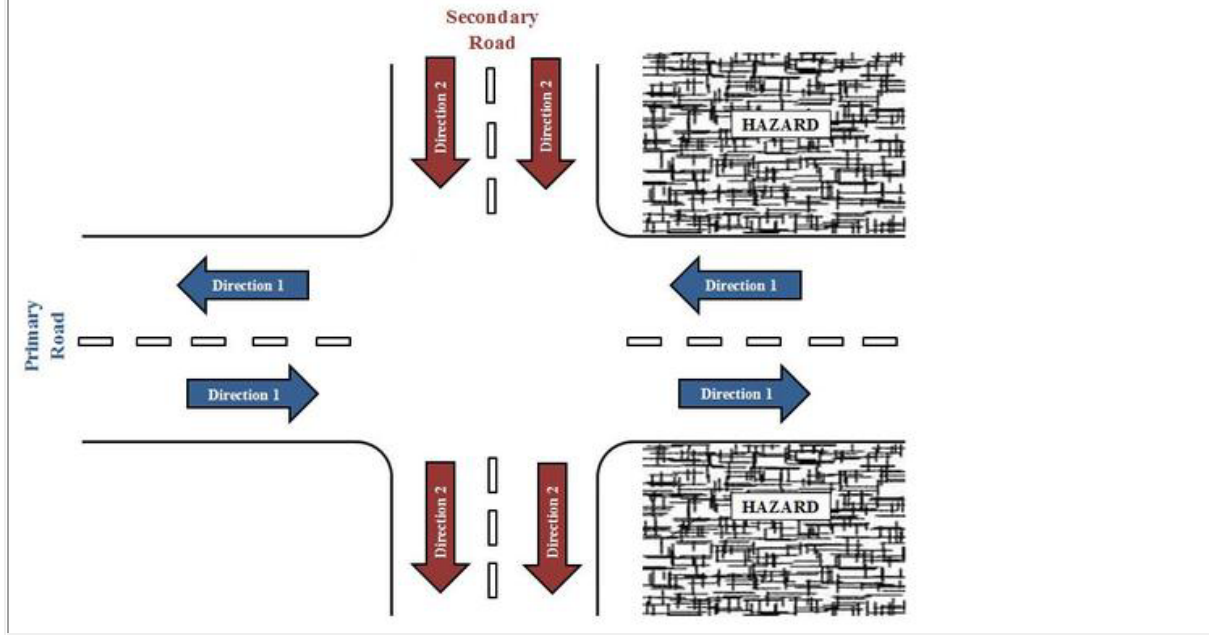 Secondary
Road
Direction 2
Direction 2
HAZARD
Direction 1
Direction 1
Primary
Road
Direction 1
Direction 1
Direction 2
Direction 2
HAZARD